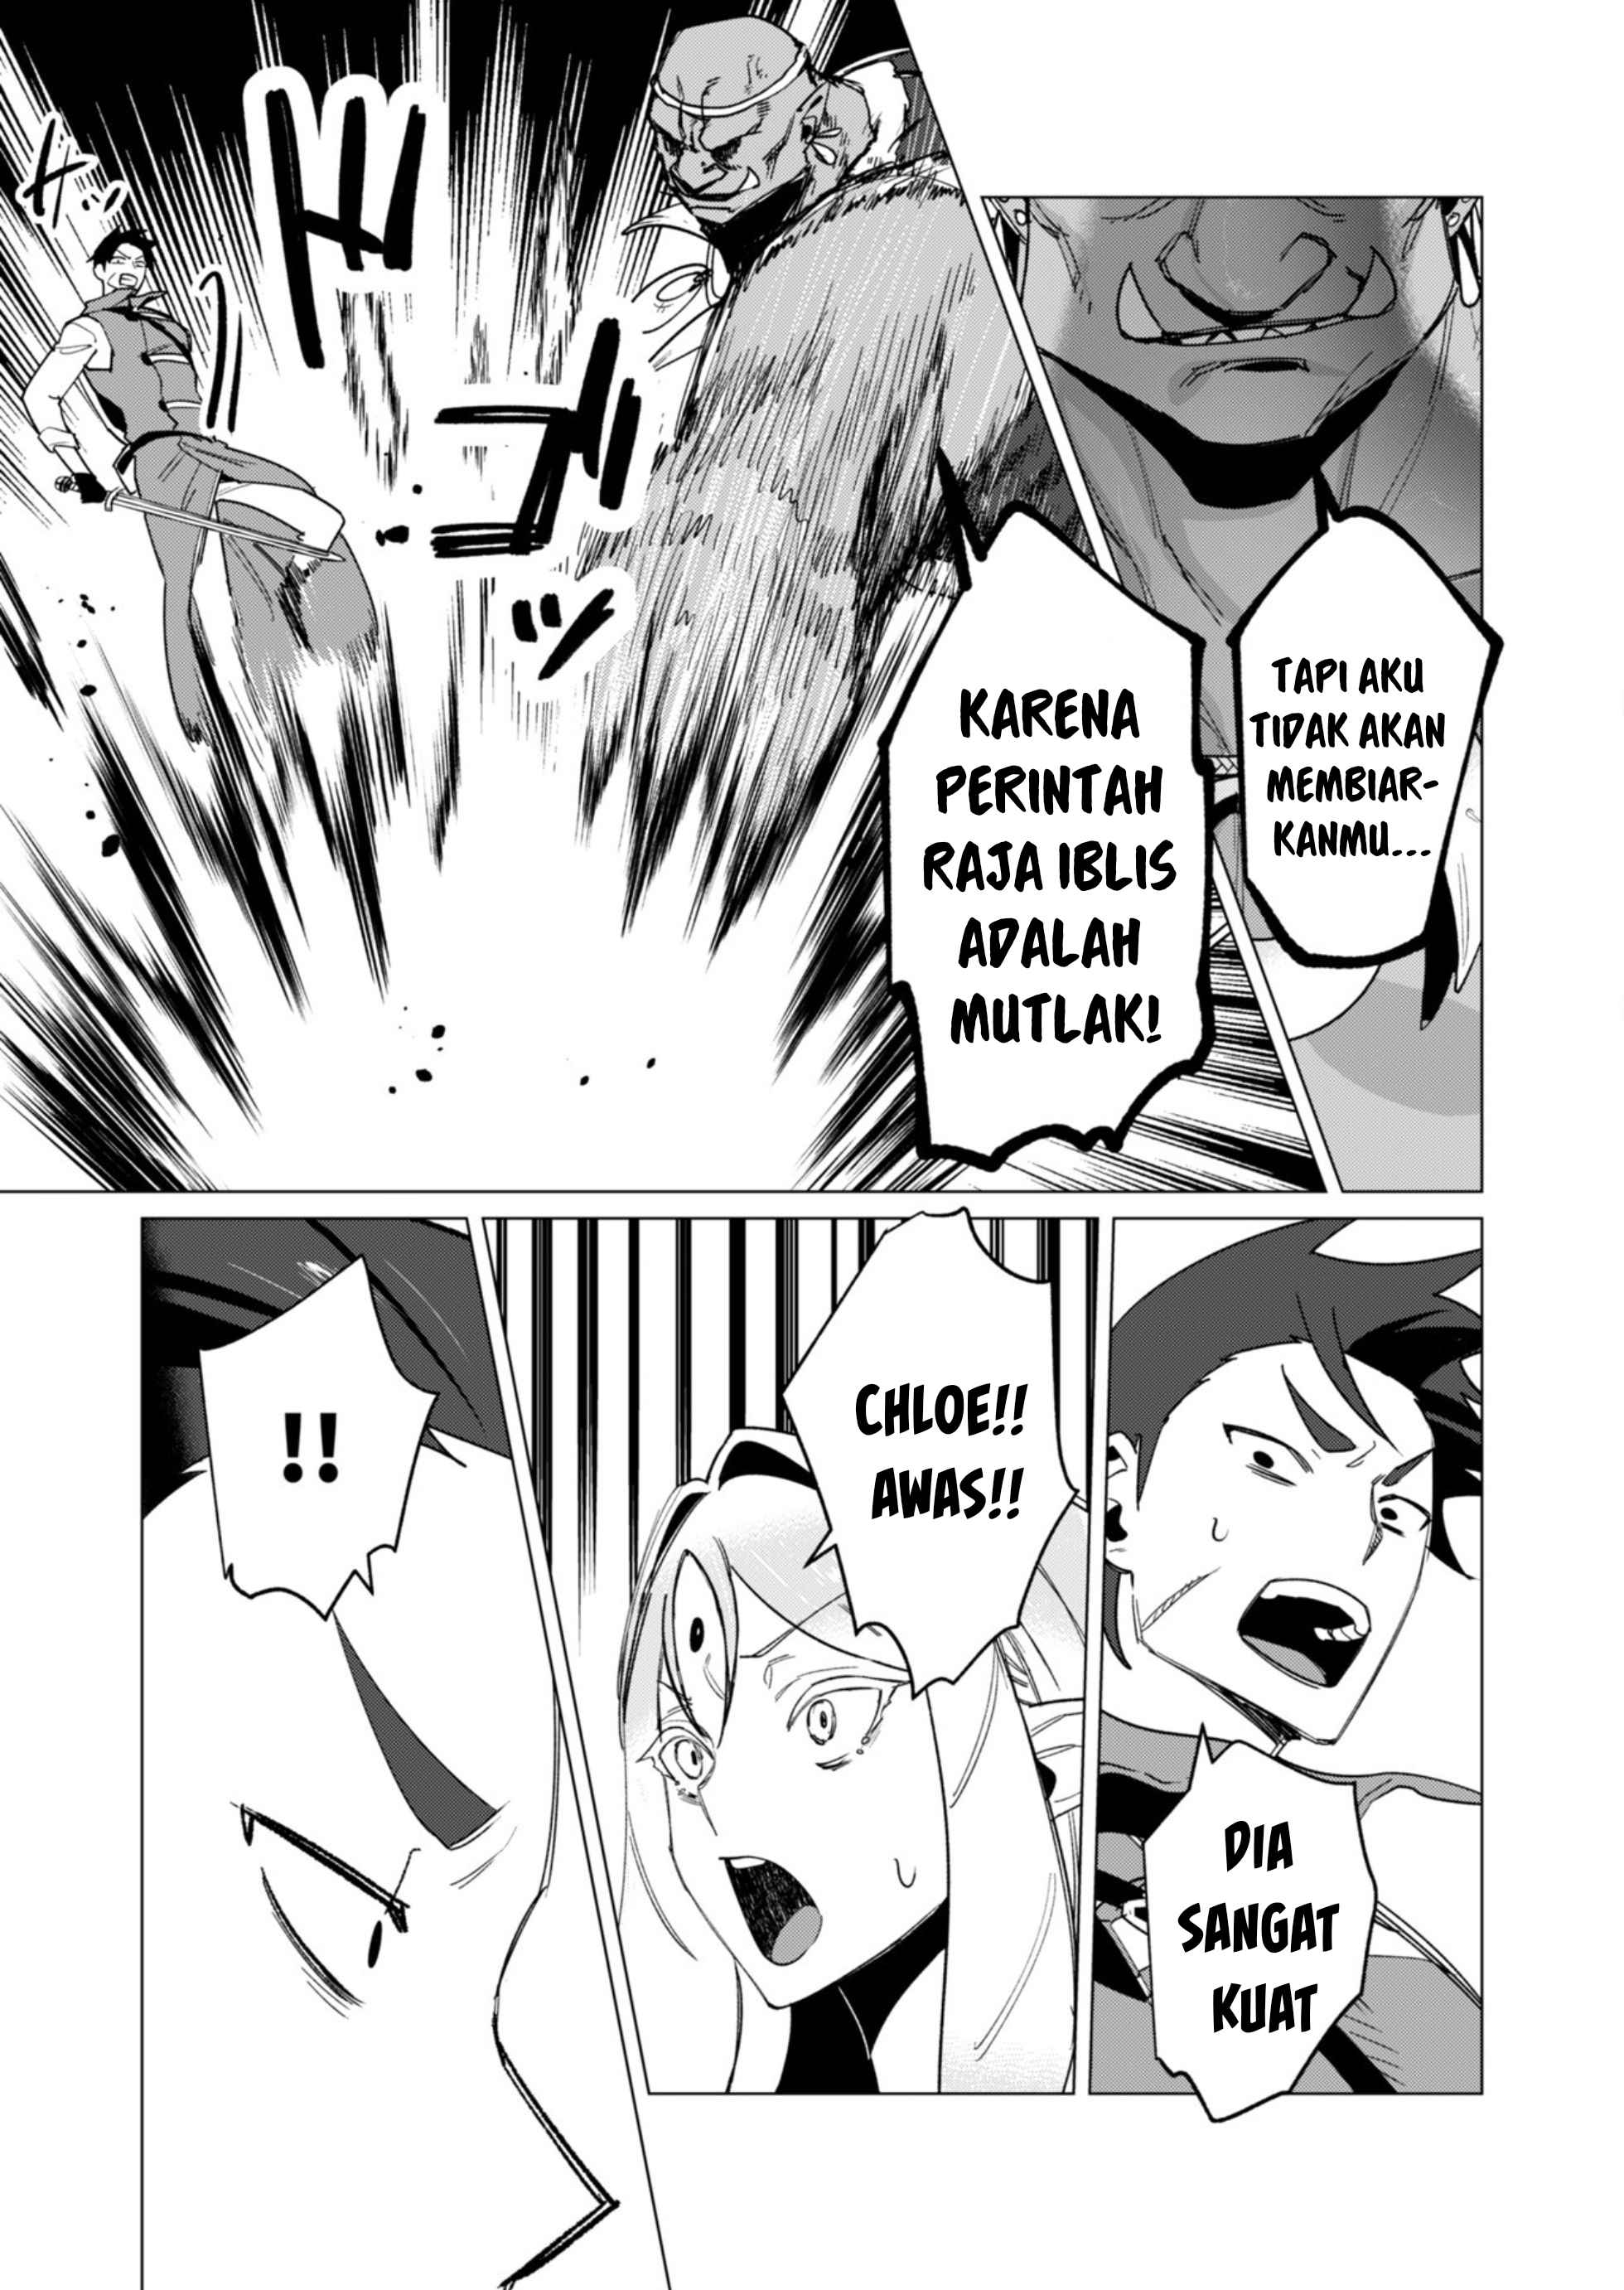 TAPI AKU
TIDAK AKAN
MEMBIAR-
KANMU...
KARENA
PERINTAH
RAJA IBLIS
ADALAH
MUTLAK!
CHLOE!!
AWAS!!
DIA
SANGAT
KUAT
!!